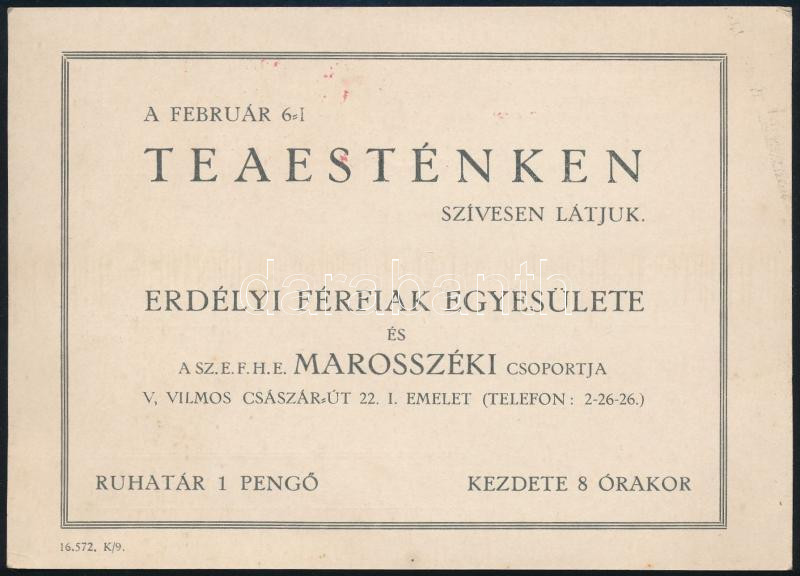 A FEBRUÁR 6-I
TEAESTÉNKEN
SZÍVESEN LÁTJUK.
darabanth
ERDÉLYI FÉRFIAK EGYESÜLETE
ÉS
A SZ.E.F.H.E. MAROSSZÉKI CSOPORTJA
V, VILMOS CSÁSZÁR-ÚT 22. I. EMELET (TELEFON: 2-26-26.)
RUHATÁR 1 PENGŐ
KEZDETE 8 ÓRAKOR
16.572. K/9.